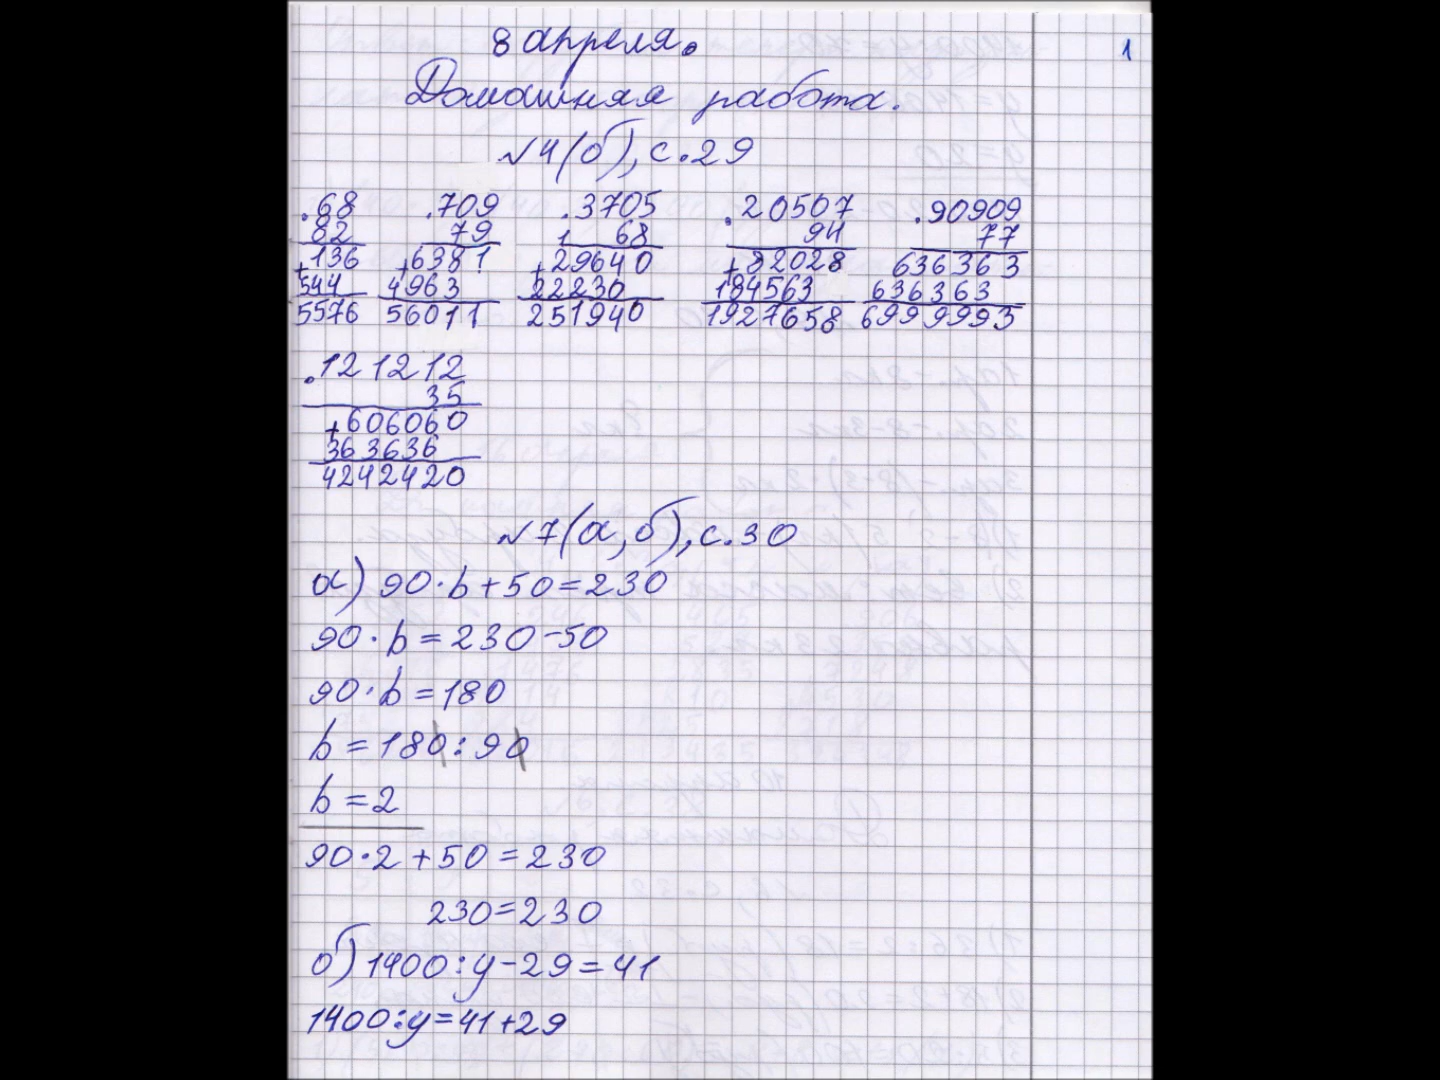 8 апреля.
1
Домашняя работа.
№4(б), с.29
.68 .709 .3705 .20507 .90909
82 79 1 68 94 77
+136 +6381 +29640 +82028 636363
544 4963 22230 184563 636363
5576 56011 251940 1927658 6999993
.121212
35
+606060
363636
4242420
№7(а,б), с.30
а) 90·b+50=230
90·b=230-50
90·b=180
b=180:90
b=2
90·2+50=230
230=230
б) 1400:y-29=41
1400:y=41+29